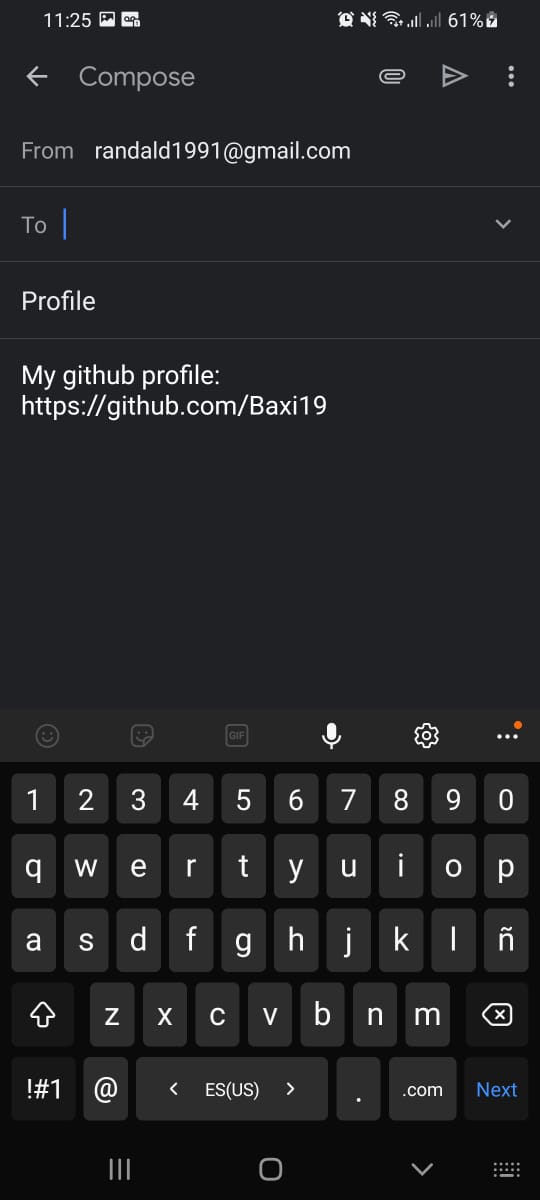 11:25 61%
Compose
From randald1991@gmail.com
To
Profile
My github profile:
https://github.com/Baxi19
GIF
1 2 3 4 5 6 7 8 9 0
q w e r t y u i o p
a s d f g h j k l ñ
z x c v b n m
!#1 @ < ES(US) > . .com Next